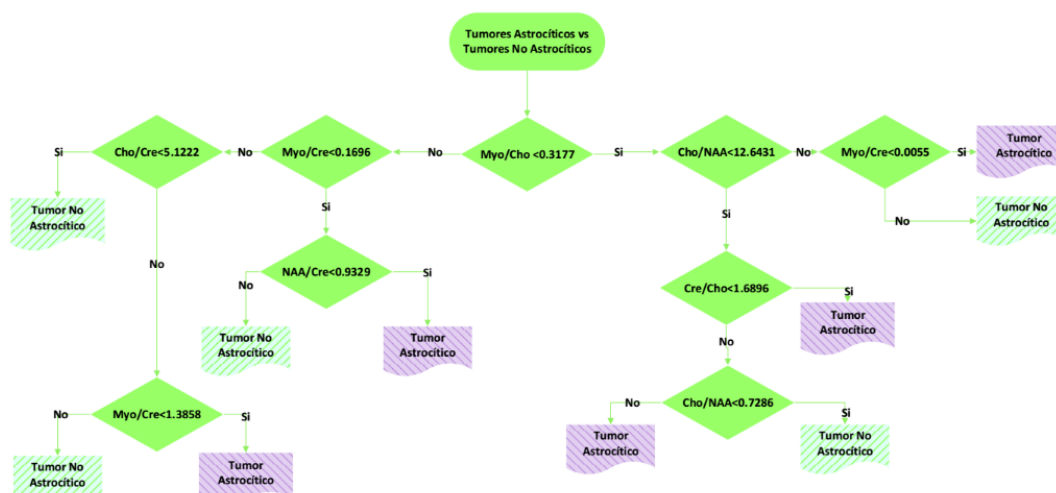 Tumores Astrocíticos vs
Tumores No Astrocíticos
Si
Cho/Cre<5.1222
No
Myo/Cre<0.1696
No
Myo/Cho <0.3177
Si
Cho/NAA<12.6431
No
Myo/Cre<0.0055
Si
Tumor
Astrocítico
Tumor No
Astrocítico
Si
Si
No
Tumor No
Astrocítico
No
No
NAA/Cre<0.9329
Si
Cre/Cho<1.6896
Si
Tumor No
Astrocítico
Tumor
Astrocítico
Tumor
Astrocítico
No
No
Myo/Cre<1.3858
Si
No
Cho/NAA<0.7286
Si
Tumor No
Astrocítico
Tumor
Astrocítico
Tumor
Astrocítico
Tumor No
Astrocítico